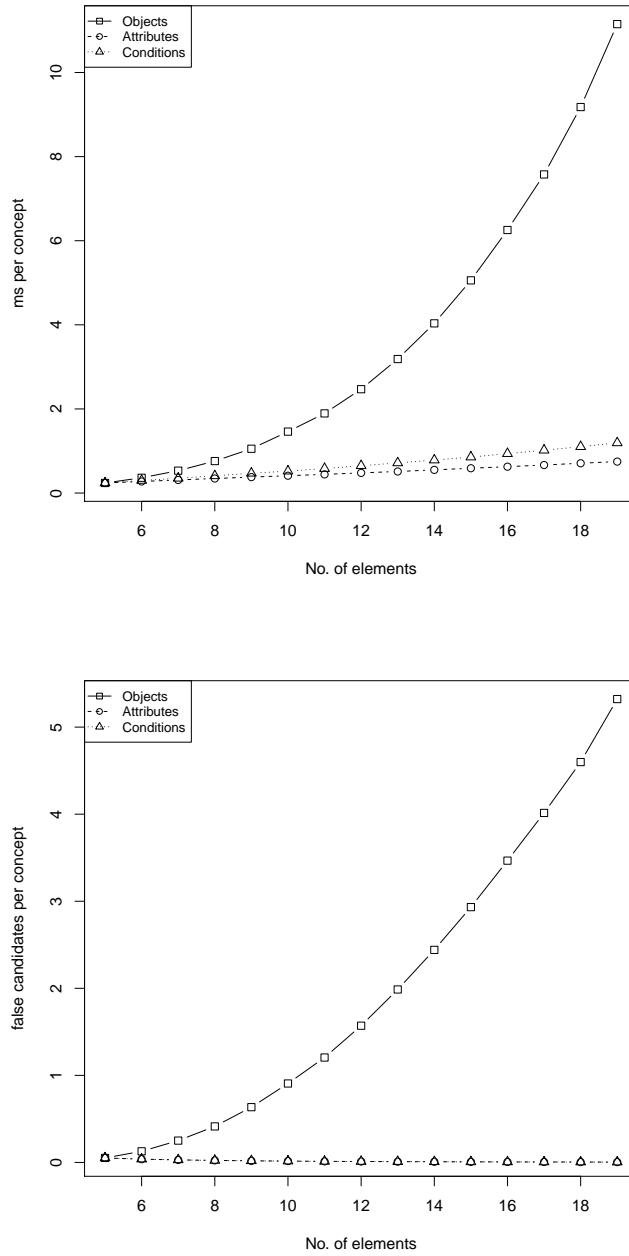 Objects
Attributes
Conditions
10
8
6
4
2
0
ms per concept
6 8 10 12 14 16 18
No. of elements
Objects
Attributes
Conditions
5
4
3
2
1
0
false candidates per concept
6 8 10 12 14 16 18
No. of elements